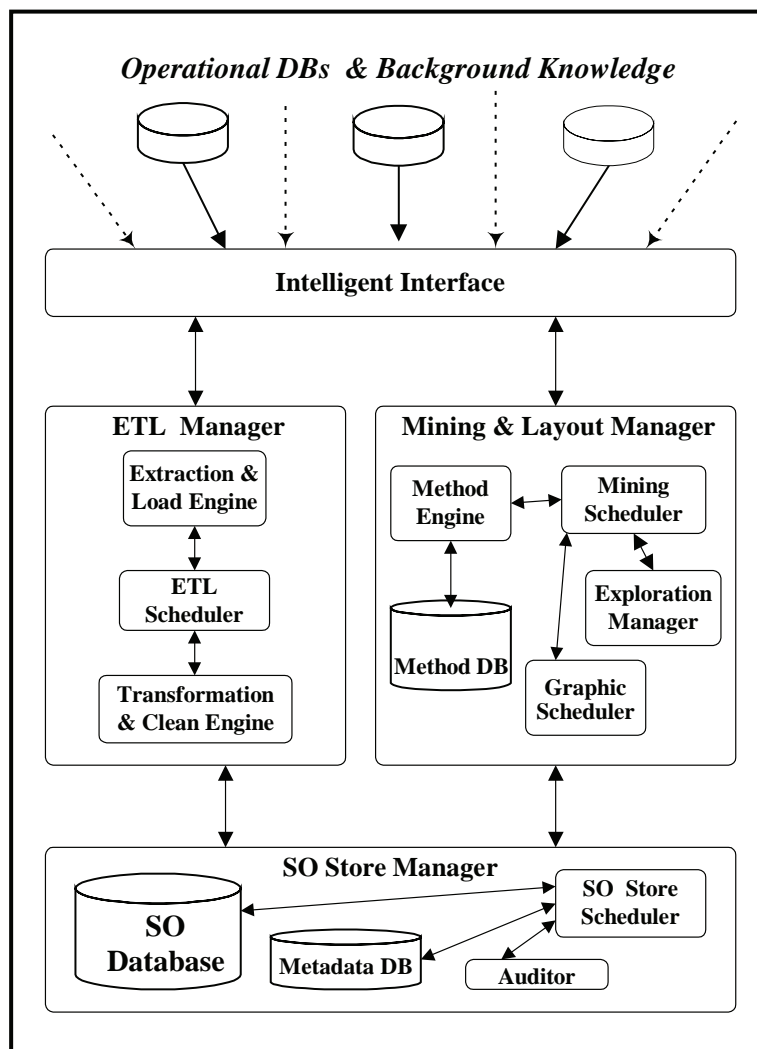 Operational DBs & Background Knowledge
Intelligent Interface
ETL Manager
Extraction &
Load Engine
ETL
Scheduler
Transformation
& Clean Engine
Mining & Layout Manager
Method
Engine
Mining
Scheduler
Exploration
Manager
Method DB
Graphic
Scheduler
SO Store Manager
SO
Database
Metadata DB
SO Store
Scheduler
Auditor